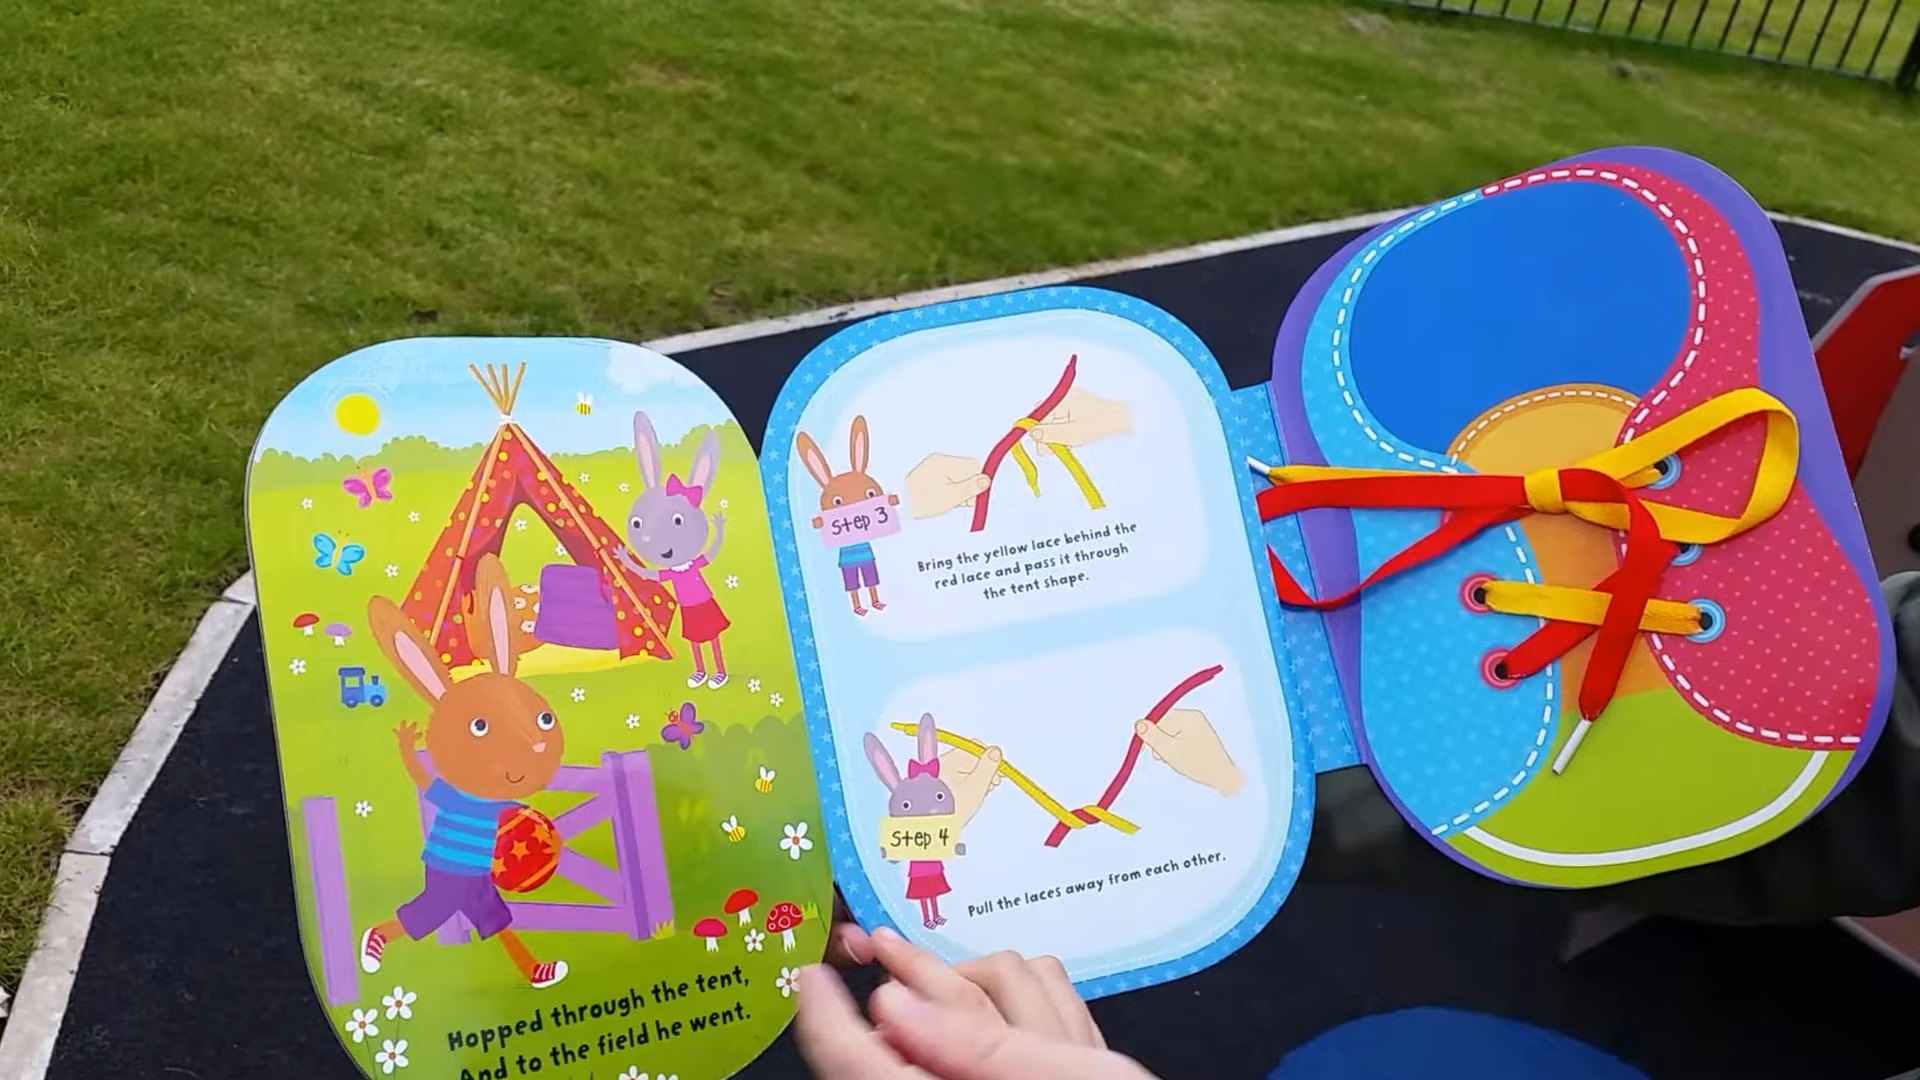 Hopped through the tent,
And to the field he went.
Step 3
Bring the yellow lace behind the
red lace and pass it through
the tent shape.
Step 4
Pull the laces away from each other.